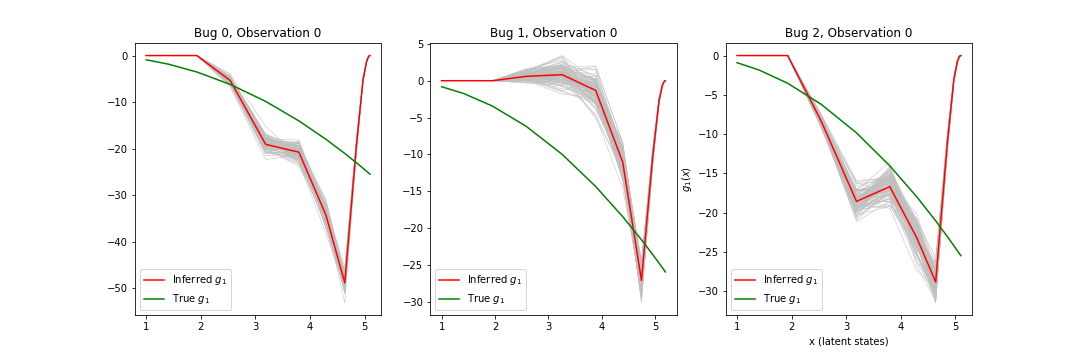 Bug 0, Observation 0
0
−10
−20
−30
−40
−50
1 2 3 4 5
Inferred g₁
True g₁
Bug 1, Observation 0
5
0
−5
−10
−15
−20
−25
−30
1 2 3 4 5
Inferred g₁
True g₁
Bug 2, Observation 0
g₁(x)
0
−5
−10
−15
−20
−25
−30
1 2 3 4 5
x (latent states)
Inferred g₁
True g₁